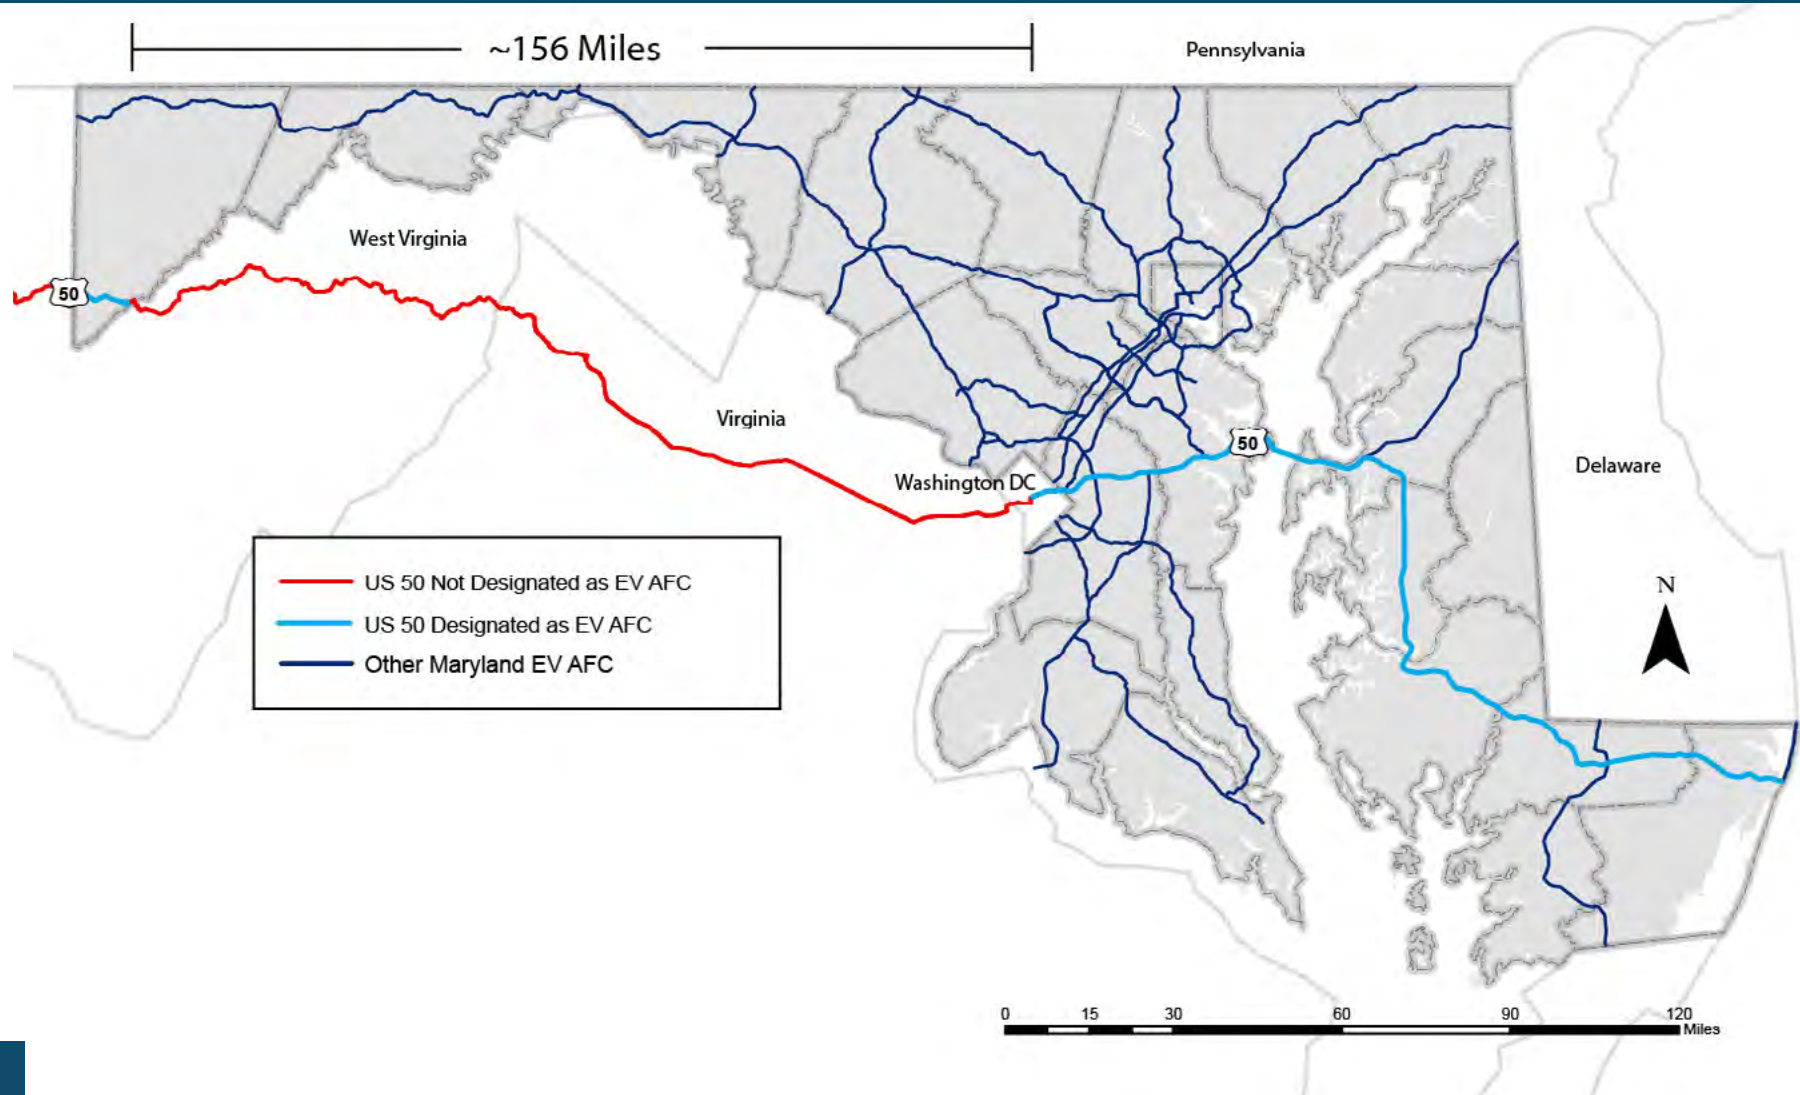 ~156 Miles
Pennsylvania
West Virginia
50
Virginia
50
Washington DC
Delaware
US 50 Not Designated as EV AFC
US 50 Designated as EV AFC
Other Maryland EV AFC
N
0 15 30 60 90 120
Miles